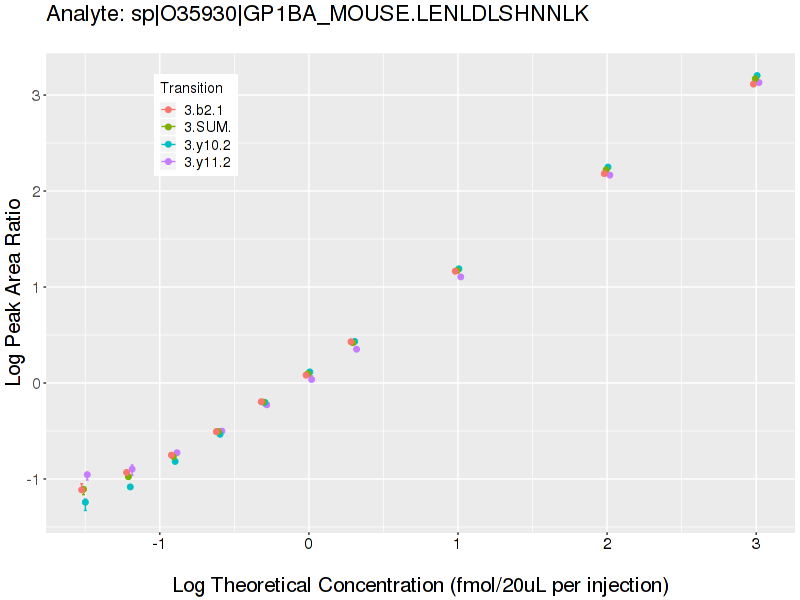 Analyte: sp|O35930|GP1BA_MOUSE.LENLDLSHNNLK
Transition
3.b2.1
3.SUM.
3.y10.2
3.y11.2
Log Peak Area Ratio
3
2
1
0
-1
-1
0
1
2
3
Log Theoretical Concentration (fmol/20uL per injection)